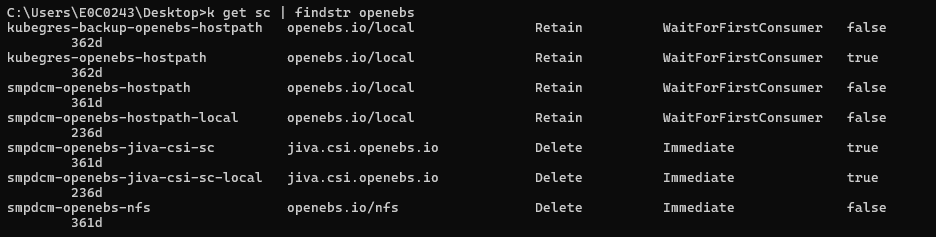 C:\Users\E0C0243\Desktop>k get sc | findstr openebs
kubegres-backup-openebs-hostpath   openebs.io/local               Retain          WaitForFirstConsumer   false
        362d
kubegres-openebs-hostpath          openebs.io/local               Retain          WaitForFirstConsumer   true
        362d
smpdcm-openebs-hostpath            openebs.io/local               Retain          WaitForFirstConsumer   false
        361d
smpdcm-openebs-hostpath-local      openebs.io/local               Retain          WaitForFirstConsumer   false
        236d
smpdcm-openebs-jiva-csi-sc         jiva.csi.openebs.io            Delete          Immediate              true
        361d
smpdcm-openebs-jiva-csi-sc-local   jiva.csi.openebs.io            Delete          Immediate              true
        236d
smpdcm-openebs-nfs                 openebs.io/nfs                 Delete          Immediate              false
        361d